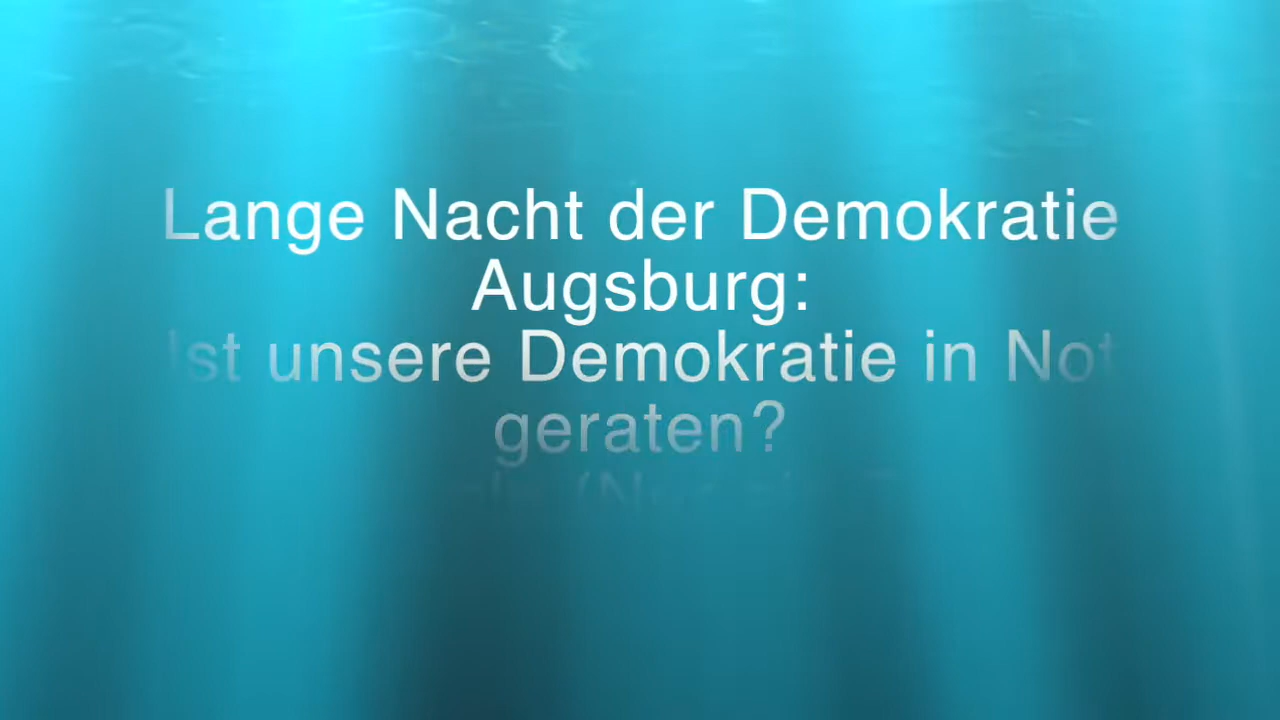 Lange Nacht der Demokratie
Augsburg:
Ist unsere Demokratie in Not
geraten?